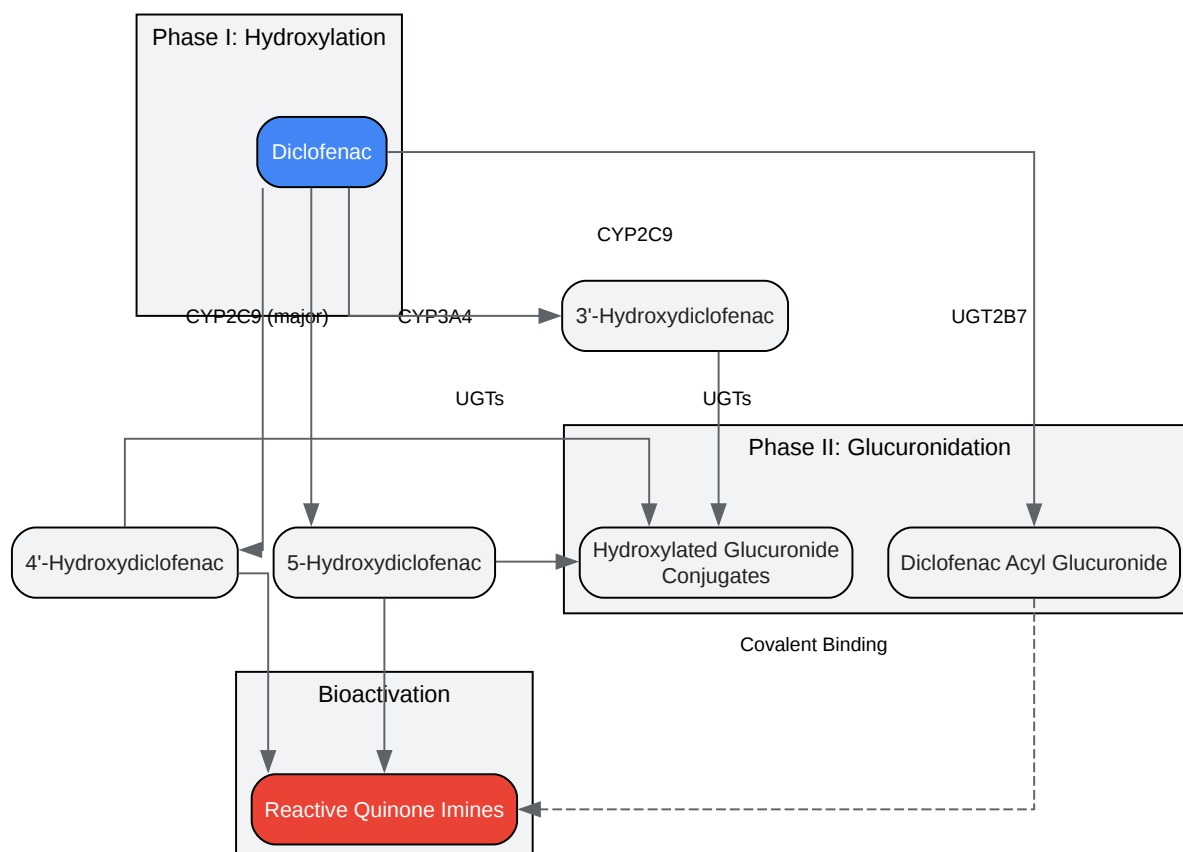 Phase I: Hydroxylation
Diclofenac
CYP2C9
CYP2C9 (major)
CYP3A4
3'-Hydroxydiclofenac
UGT2B7
UGTs
UGTs
Phase II: Glucuronidation
4'-Hydroxydiclofenac
5-Hydroxydiclofenac
Hydroxylated Glucuronide
Conjugates
Diclofenac Acyl Glucuronide
Covalent Binding
Bioactivation
Reactive Quinone Imines